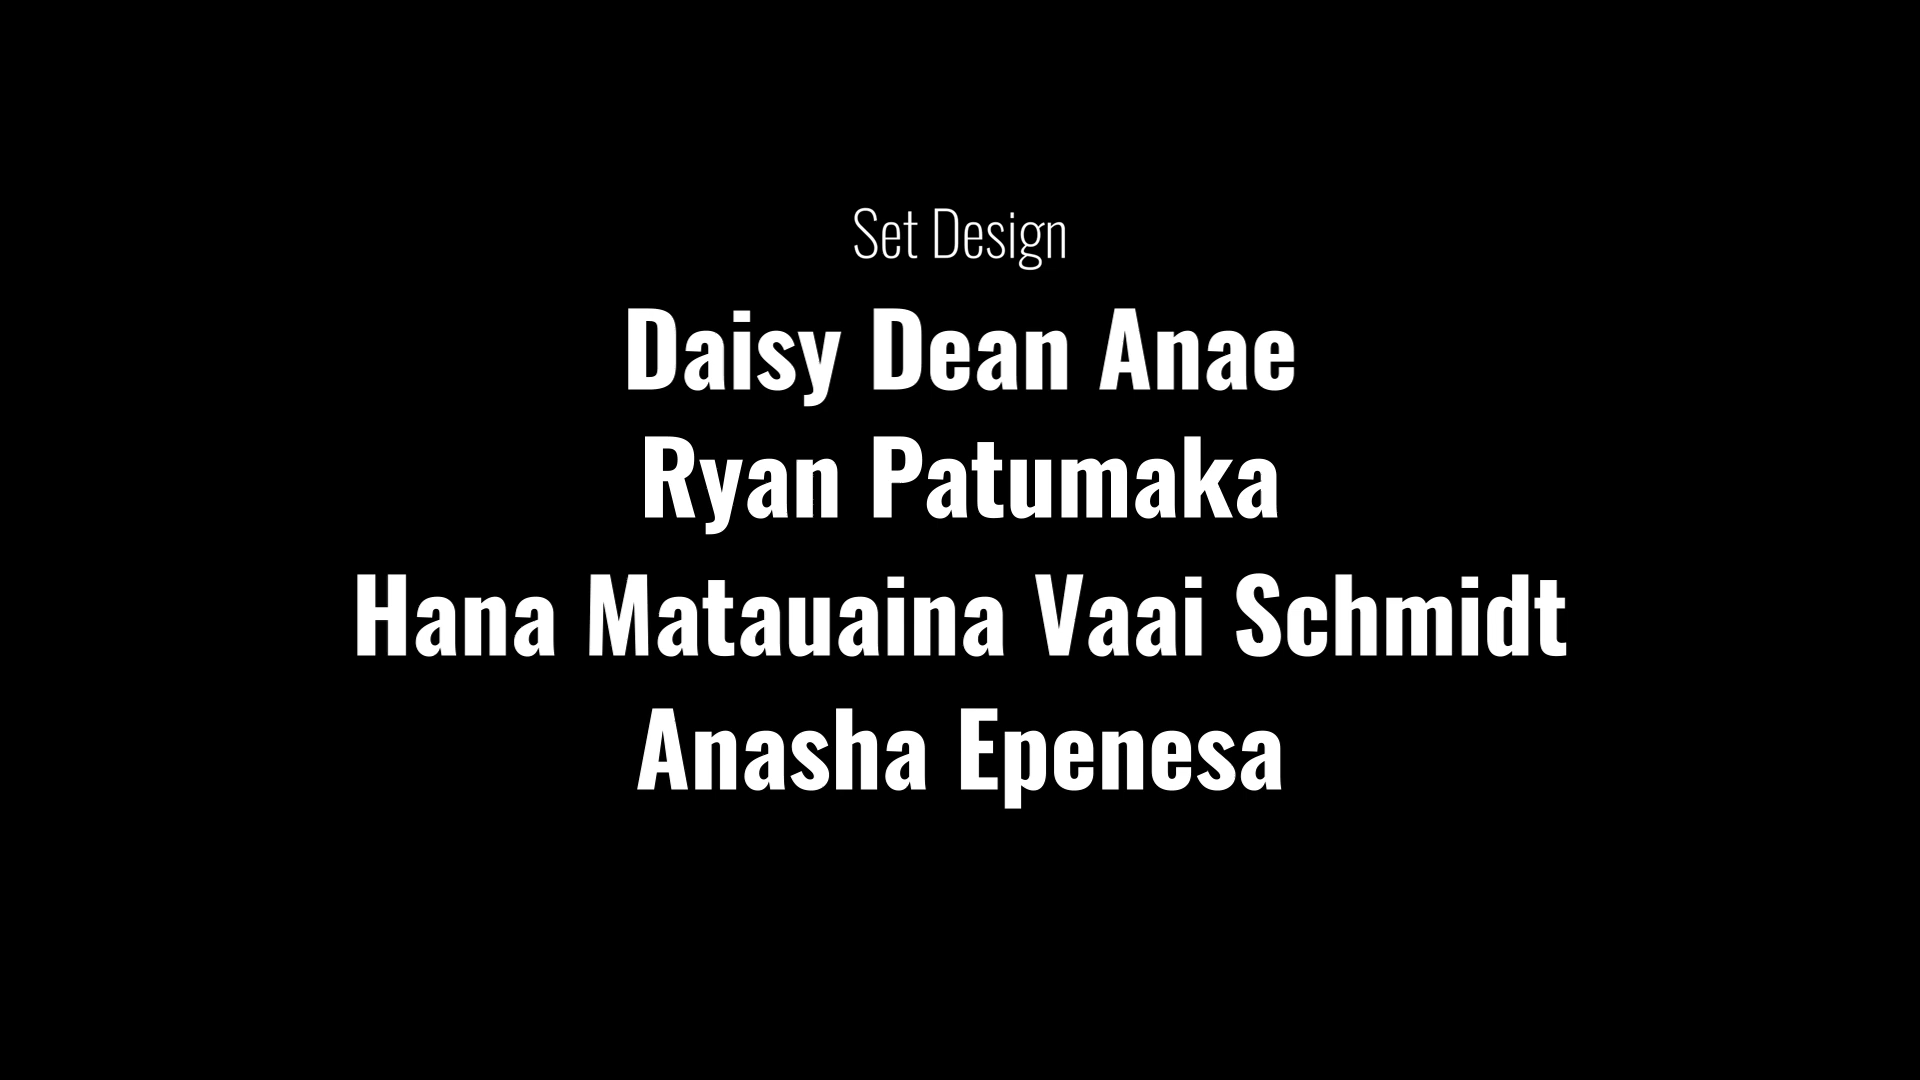 Set Design
Daisy Dean Anae
Ryan Patumaka
Hana Matauaina Vaai Schmidt
Anasha Epenesa